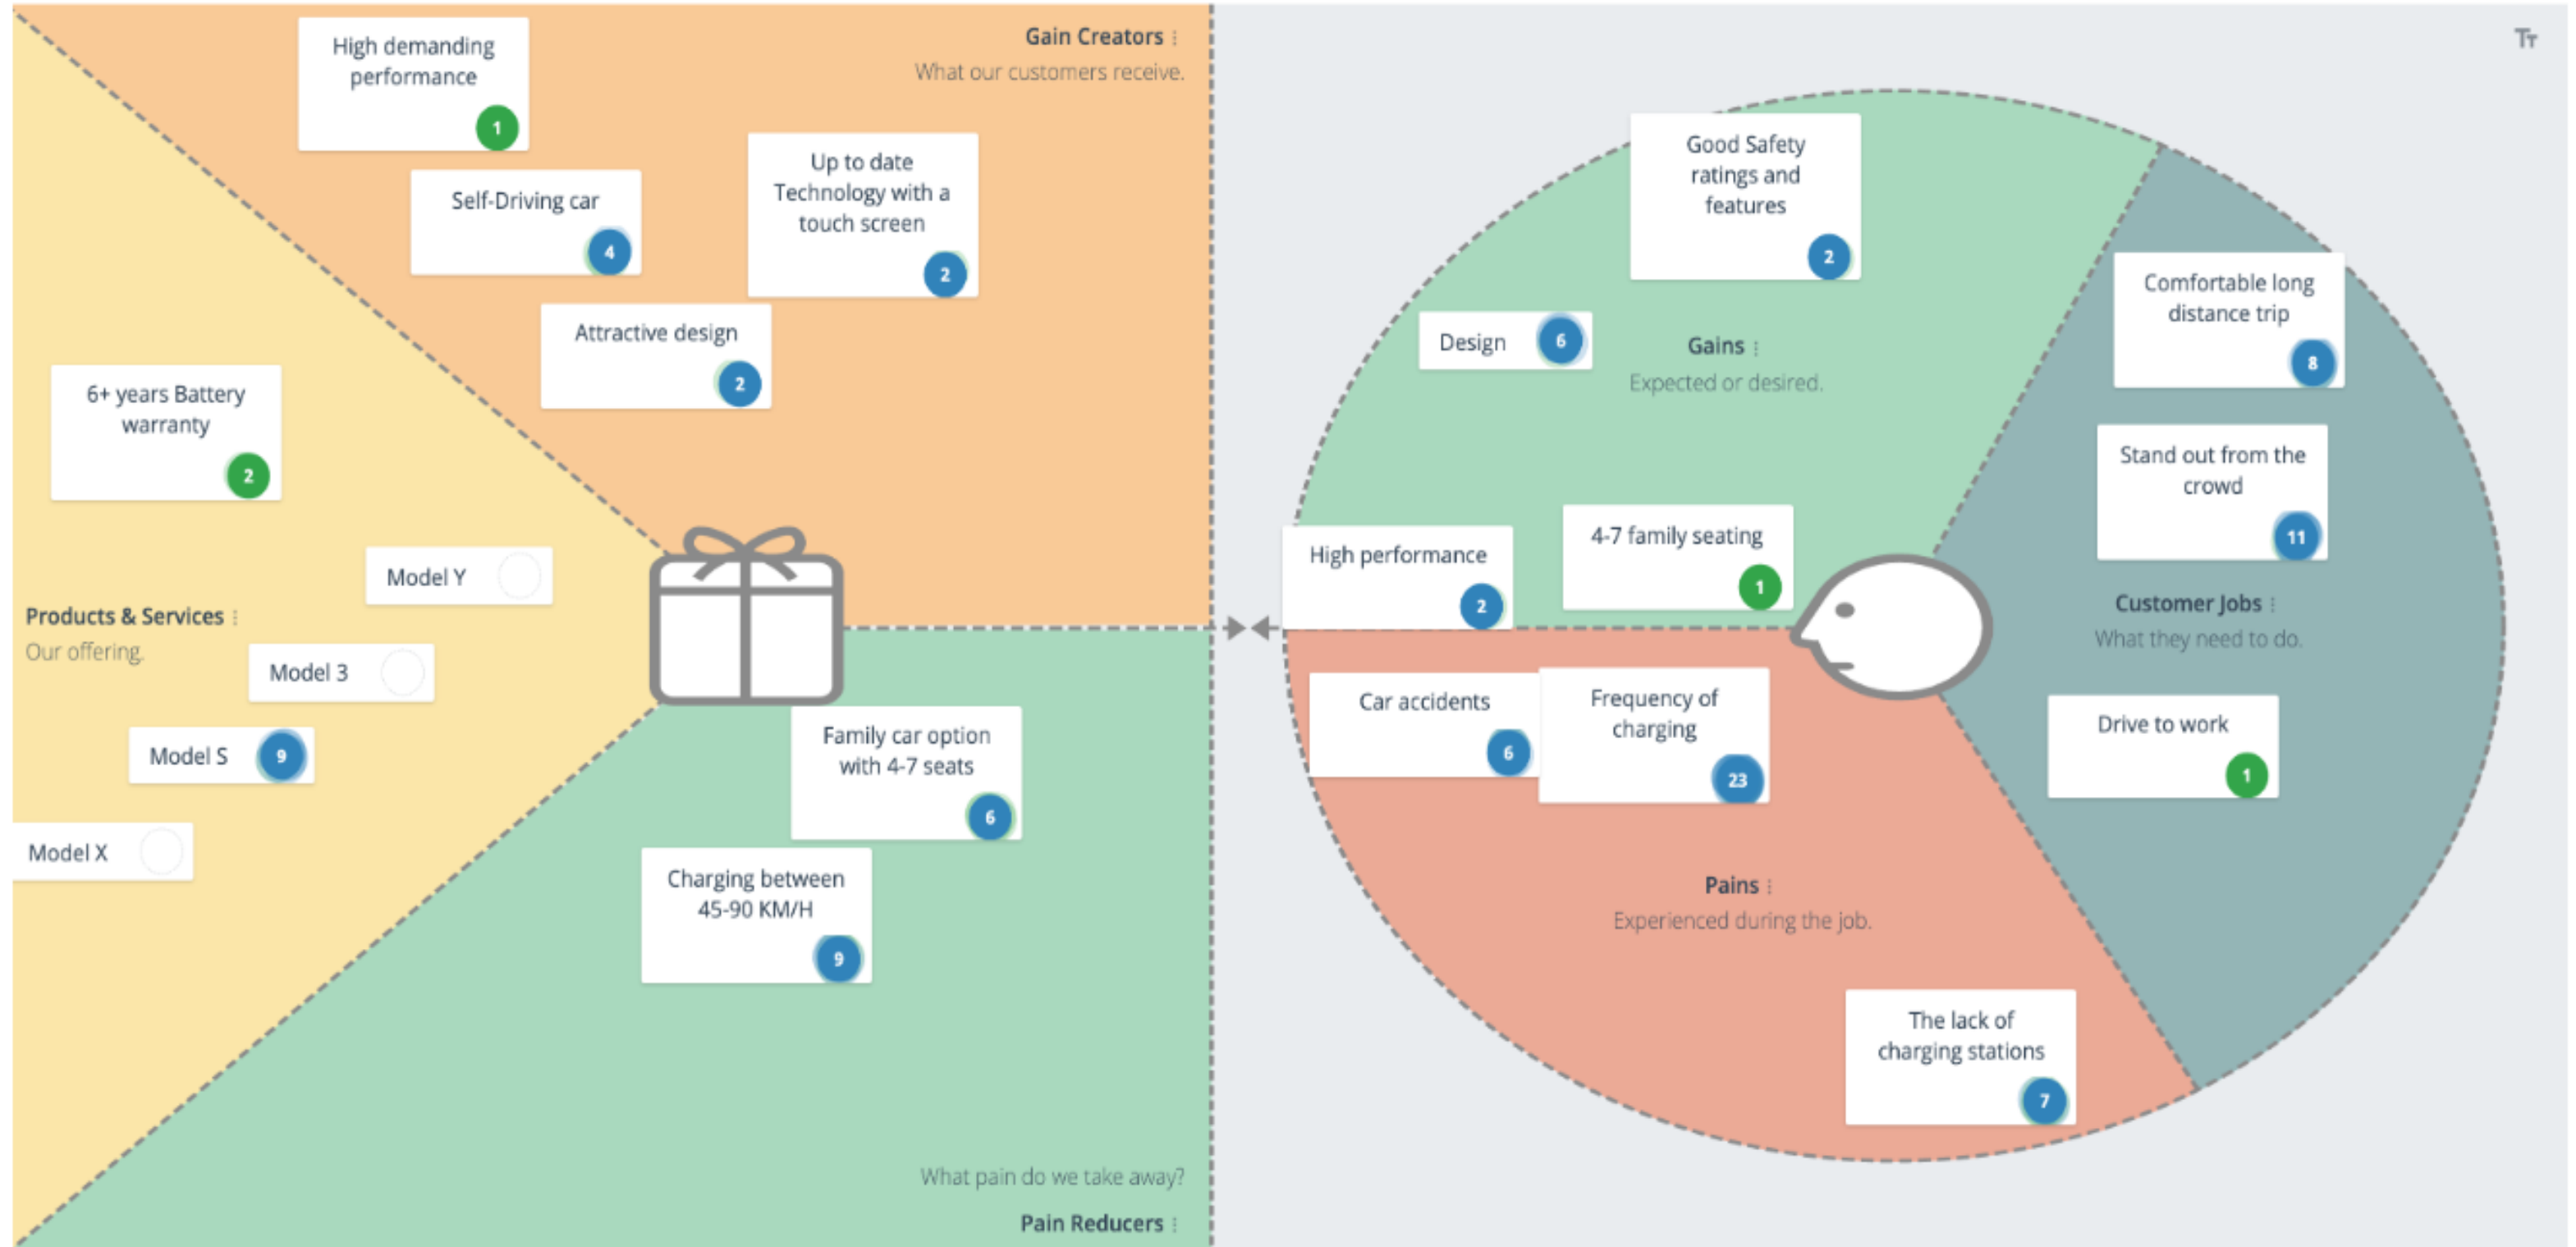 Gain Creators
What our customers receive.
High demanding
performance
1
Self-Driving car
4
Up to date
Technology with a
touch screen
2
Attractive design
2
6+ years Battery
warranty
2
Model Y
Products & Services
Our offering.
Model 3
Model S
9
Model X
Family car option
with 4-7 seats
6
Charging between
45-90 KM/H
9
What pain do we take away?
Pain Reducers
TT
Good Safety
ratings and
features
2
Design
6
Gains
Expected or desired.
High performance
2
4-7 family seating
1
Comfortable long
distance trip
8
Stand out from the
crowd
11
Customer Jobs
What they need to do.
Drive to work
1
Car accidents
6
Frequency of
charging
23
Pains
Experienced during the job.
The lack of
charging stations
7